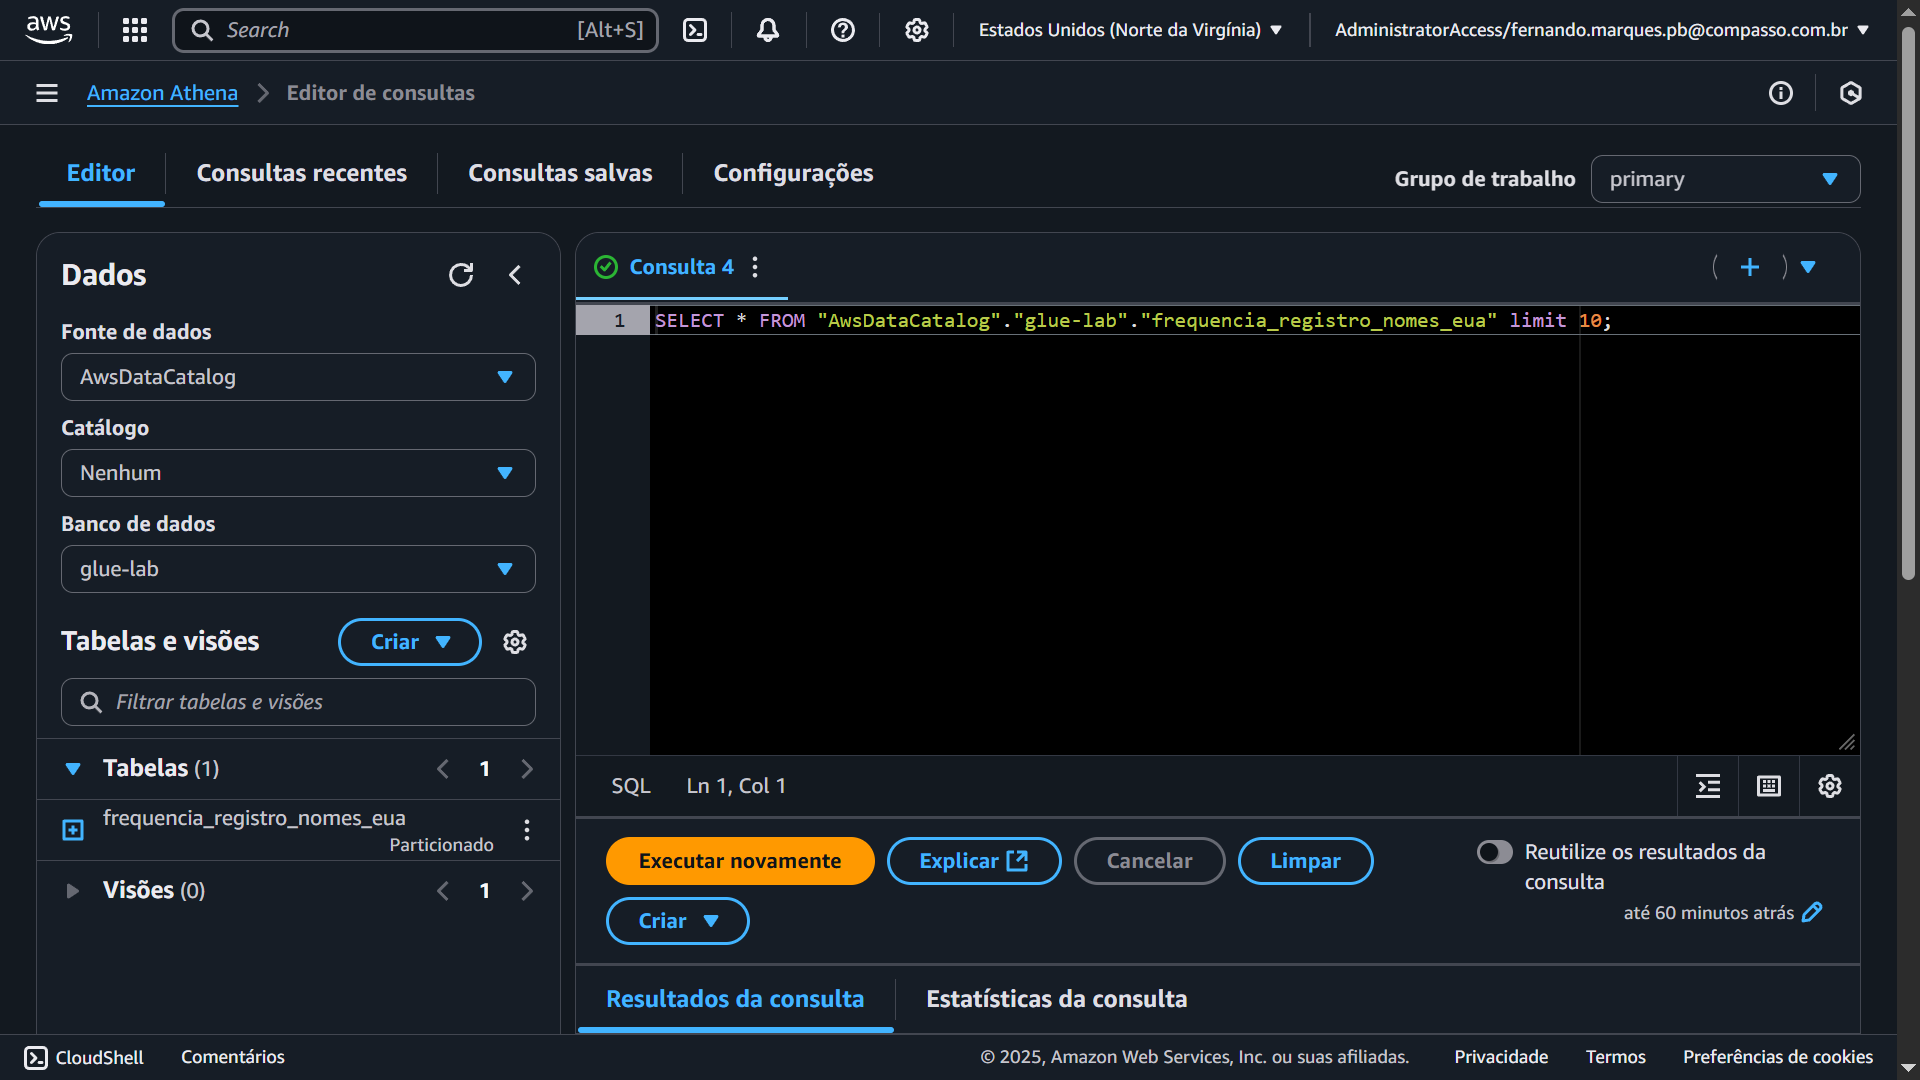 aws
Search [Alt+S]
Estados Unidos (Norte da Virgínia)
AdministratorAccess/fernando.marques.pb@compasso.com.br
Amazon Athena
Editor de consultas
Editor
Consultas recentes
Consultas salvas
Configurações
Grupo de trabalho
primary
Dados
Fonte de dados
AwsDataCatalog
Catálogo
Nenhum
Banco de dados
glue-lab
Tabelas e visões
Criar
Filtrar tabelas e visões
Tabelas (1)
1
frequencia_registro_nomes_eua
Particionado
Visões (0)
1
Consulta 4
1 SELECT * FROM "AwsDataCatalog"."glue-lab"."frequencia_registro_nomes_eua" limit 10;
SQL
Ln 1, Col 1
Executar novamente
Explicar
Cancelar
Limpar
Criar
Reutilize os resultados da
consulta
até 60 minutos atrás
Resultados da consulta
Estatísticas da consulta
CloudShell
Comentários
© 2025, Amazon Web Services, Inc. ou suas afiliadas.
Privacidade
Termos
Preferências de cookies